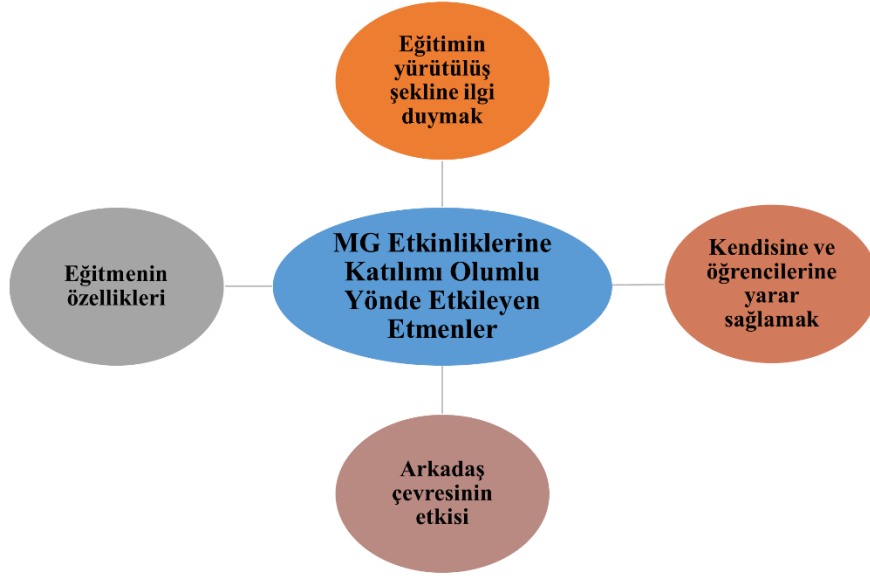 Eğitimin
yürütülüş
şekline ilgi
duymak
MG Etkinliklerine
Katılımı Olumlu
Yönde Etkileyen
Etmenler
Eğitmenin
özellikleri
Kendisine ve
öğrencilerine
yarar
sağlamak
Arkadaş
çevresinin
etkisi